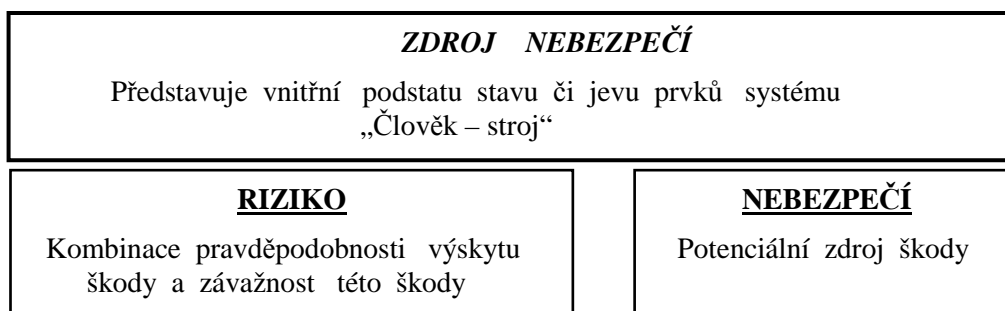 ZDROJ NEBEZPEČÍ
Představuje vnitřní podstatu stavu či jevu prvků systému
„Člověk – stroj“
RIZIKO
Kombinace pravděpodobnosti výskytu
škody a závažnost této škody
NEBEZPEČÍ
Potenciální zdroj škody